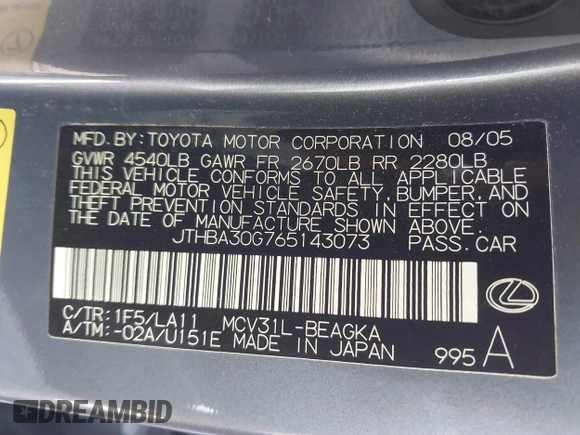 MFD.BY:TOYOTA MOTOR CORPORATION 08/05
GVWR 4540LB GAWR FR 2670LB RR 2280LB
THIS VEHICLE CONFORMS TO ALL APPLICABLE
FEDERAL MOTOR VEHICLE SAFETY, BUMPER, AND
THEFT PREVENTION STANDARDS IN EFFECT ON
THE DATE OF MANUFACTURE SHOWN ABOVE.
JTHBA30G765143073 PASS.CAR
C/TR:1F5/LA11 MCV31L-BEAGKA
A/TM:-02A/U151E MADE IN JAPAN 995 A
DREAMBID